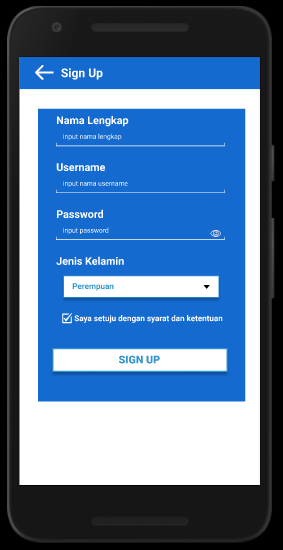 Sign Up
Nama Lengkap
input nama lengkap
Username
input nama username
Password
input password
Jenis Kelamin
Perempuan
Saya setuju dengan syarat dan ketentuan
SIGN UP